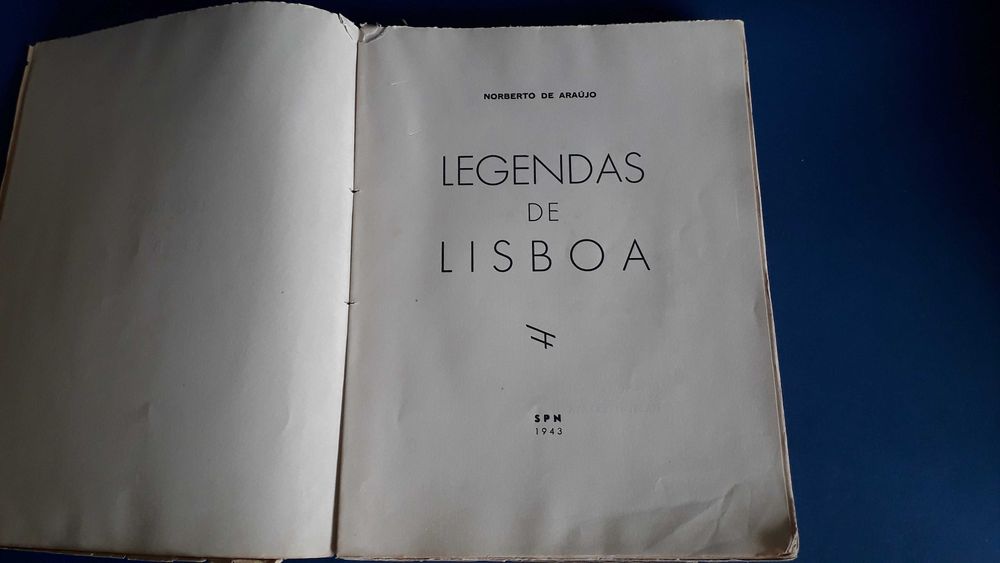 NORBERTO DE ARAÚJO
LEGENDAS
DE
LISBOA
SPN
1943